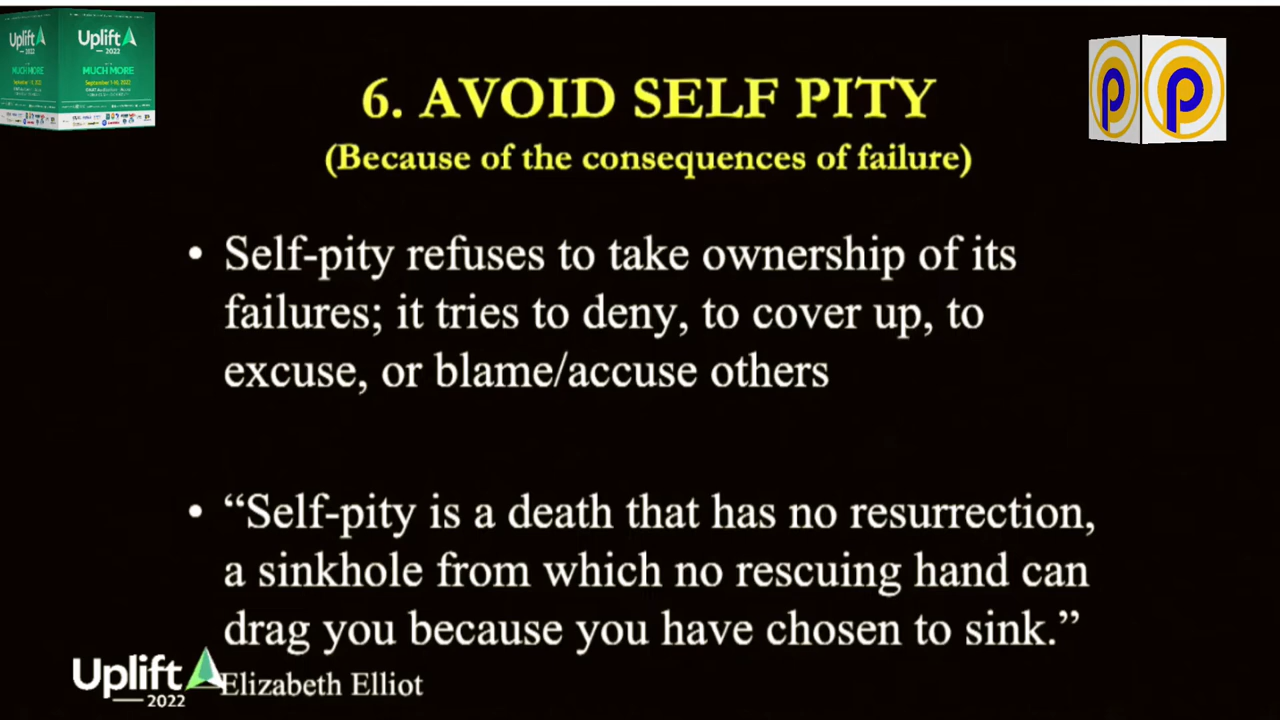 Uplift
2022
MUCH MORE
Uplift
2022
MUCH MORE
6. AVOID SELF PITY
(Because of the consequences of failure)
• Self-pity refuses to take ownership of its
failures; it tries to deny, to cover up, to
excuse, or blame/accuse others
• “Self-pity is a death that has no resurrection,
a sinkhole from which no rescuing hand can
drag you because you have chosen to sink.”
Elizabeth Elliot
Uplift
2022